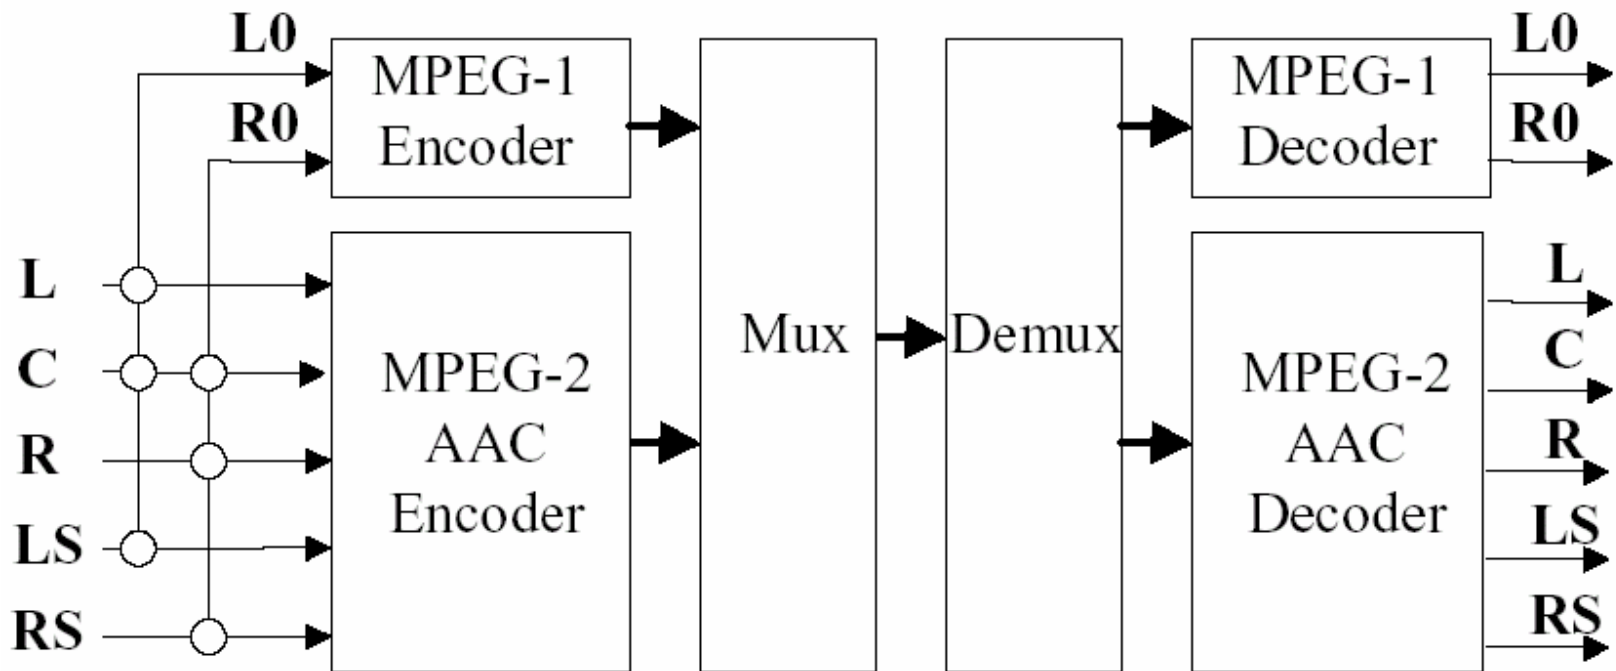 L0
R0
L
C
R
LS
RS
MPEG-1
Encoder
MPEG-2
AAC
Encoder
Mux
Demux
MPEG-1
Decoder
MPEG-2
AAC
Decoder
L0
R0
L
C
R
LS
RS